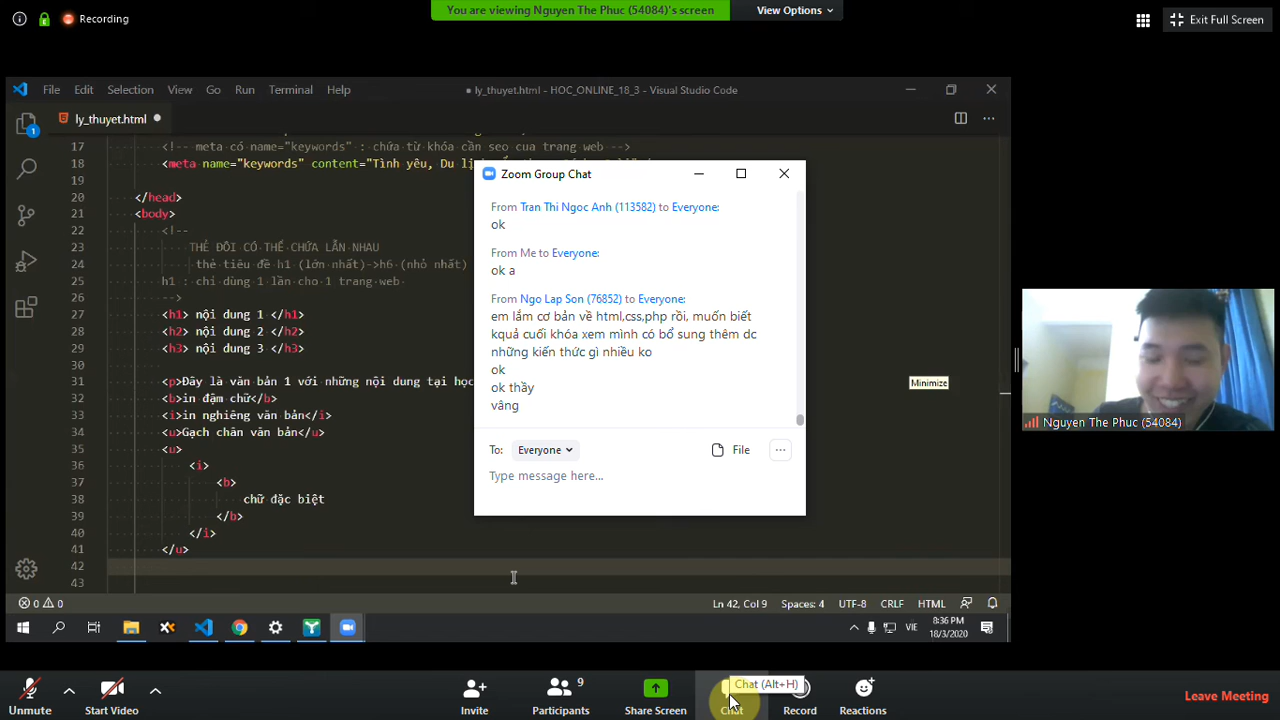 Recording
You are viewing Nguyen The Phuc (54084)'s screen
View Options
Exit Full Screen
File Edit Selection View Go Run Terminal Help
● ly_thuyet.html - HOC_ONLINE_18_3 - Visual Studio Code
1
ly_thuyet.html ●
17 <!-- meta có name="keywords" : chứa từ khóa cần seo cua trang web -->
18 <meta name="keywords" content="Tình yêu, Du
19
20 </head>
21 <body>
22 <!--
23 THẺ ĐÔI CÓ THỂ CHỨA LẪN NHAU
24 thẻ tiêu đề h1 (lớn nhất)->h6 (nhỏ nhất)
25 h1 : chỉ dùng 1 lần cho 1 trang web
26 -->
27 <h1> nội dung 1 </h1>
28 <h2> nội dung 2 </h2>
29 <h3> nội dung 3 </h3>
30
31 <p>Đây là văn bản 1 với những nội dung tại học
32 <b>in đậm chữ</b>
33 <i>in nghiêng văn bản</i>
34 <u>Gạch chân văn bản</u>
35 <u>
36 <i>
37 <b>
38 chữ đặc biệt
39 </b>
40 </i>
41 </u>
42
43
Zoom Group Chat
From Tran Thi Ngoc Anh (113582) to Everyone:
ok
From Me to Everyone:
ok a
From Ngo Lap Son (76852) to Everyone:
em lắm cơ bản về html,css,php rồi, muốn biết
kquả cuối khóa xem mình có bổ sung thêm dc
những kiến thức gì nhiều ko
ok
ok thầy
vâng
To: Everyone File ...
Type message here...
Minimize
Nguyen The Phuc (54084)
0 0 Ln 42, Col 9 Spaces: 4 UTF-8 CRLF HTML
VIE
8:36 PM
18/3/2020
Chat (Alt+H)
9
Unmute Start Video Invite Participants Share Screen Chat Record Reactions
Leave Meeting